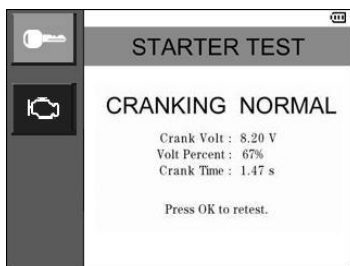 STARTER TEST
CRANKING NORMAL
Crank Volt : 8.20 V
Volt Percent : 67%
Crank Time : 1.47 s
Press OK to retest.